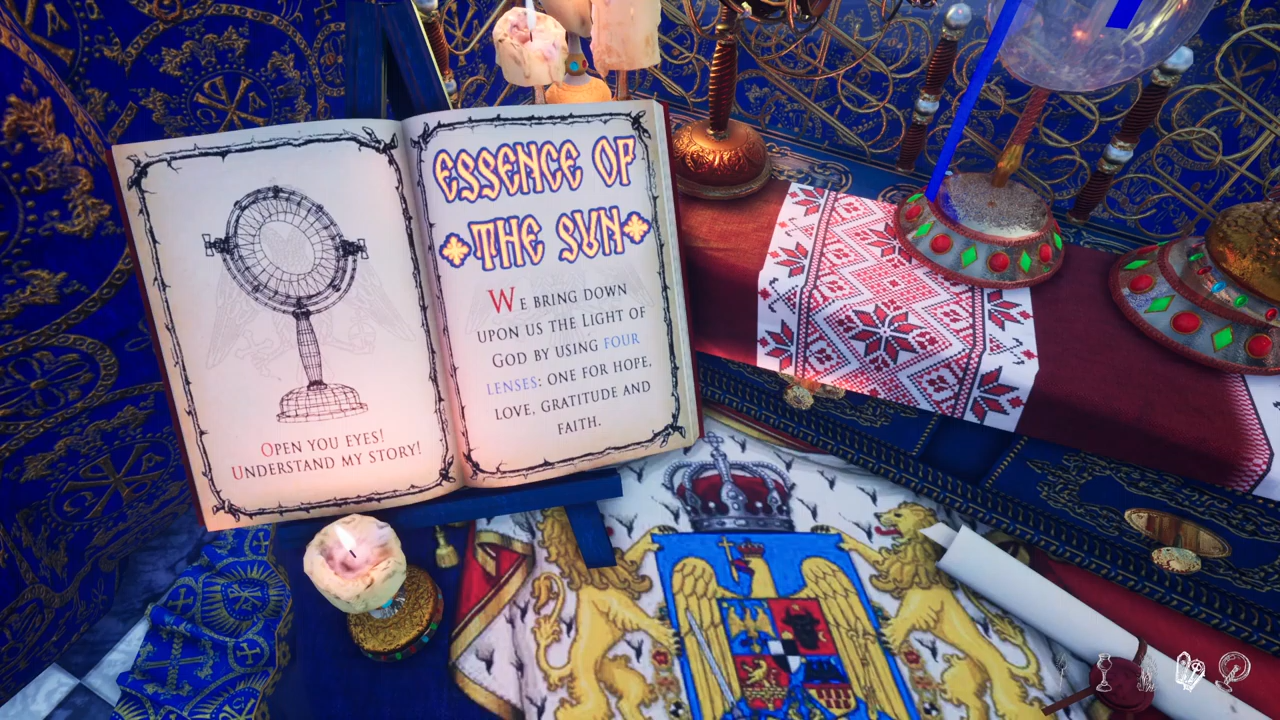 Open you eyes!
Understand my story!
Essence of
the Sun
We bring down
upon us the Light of
God by using four
lenses: one for hope,
love, gratitude and
faith.